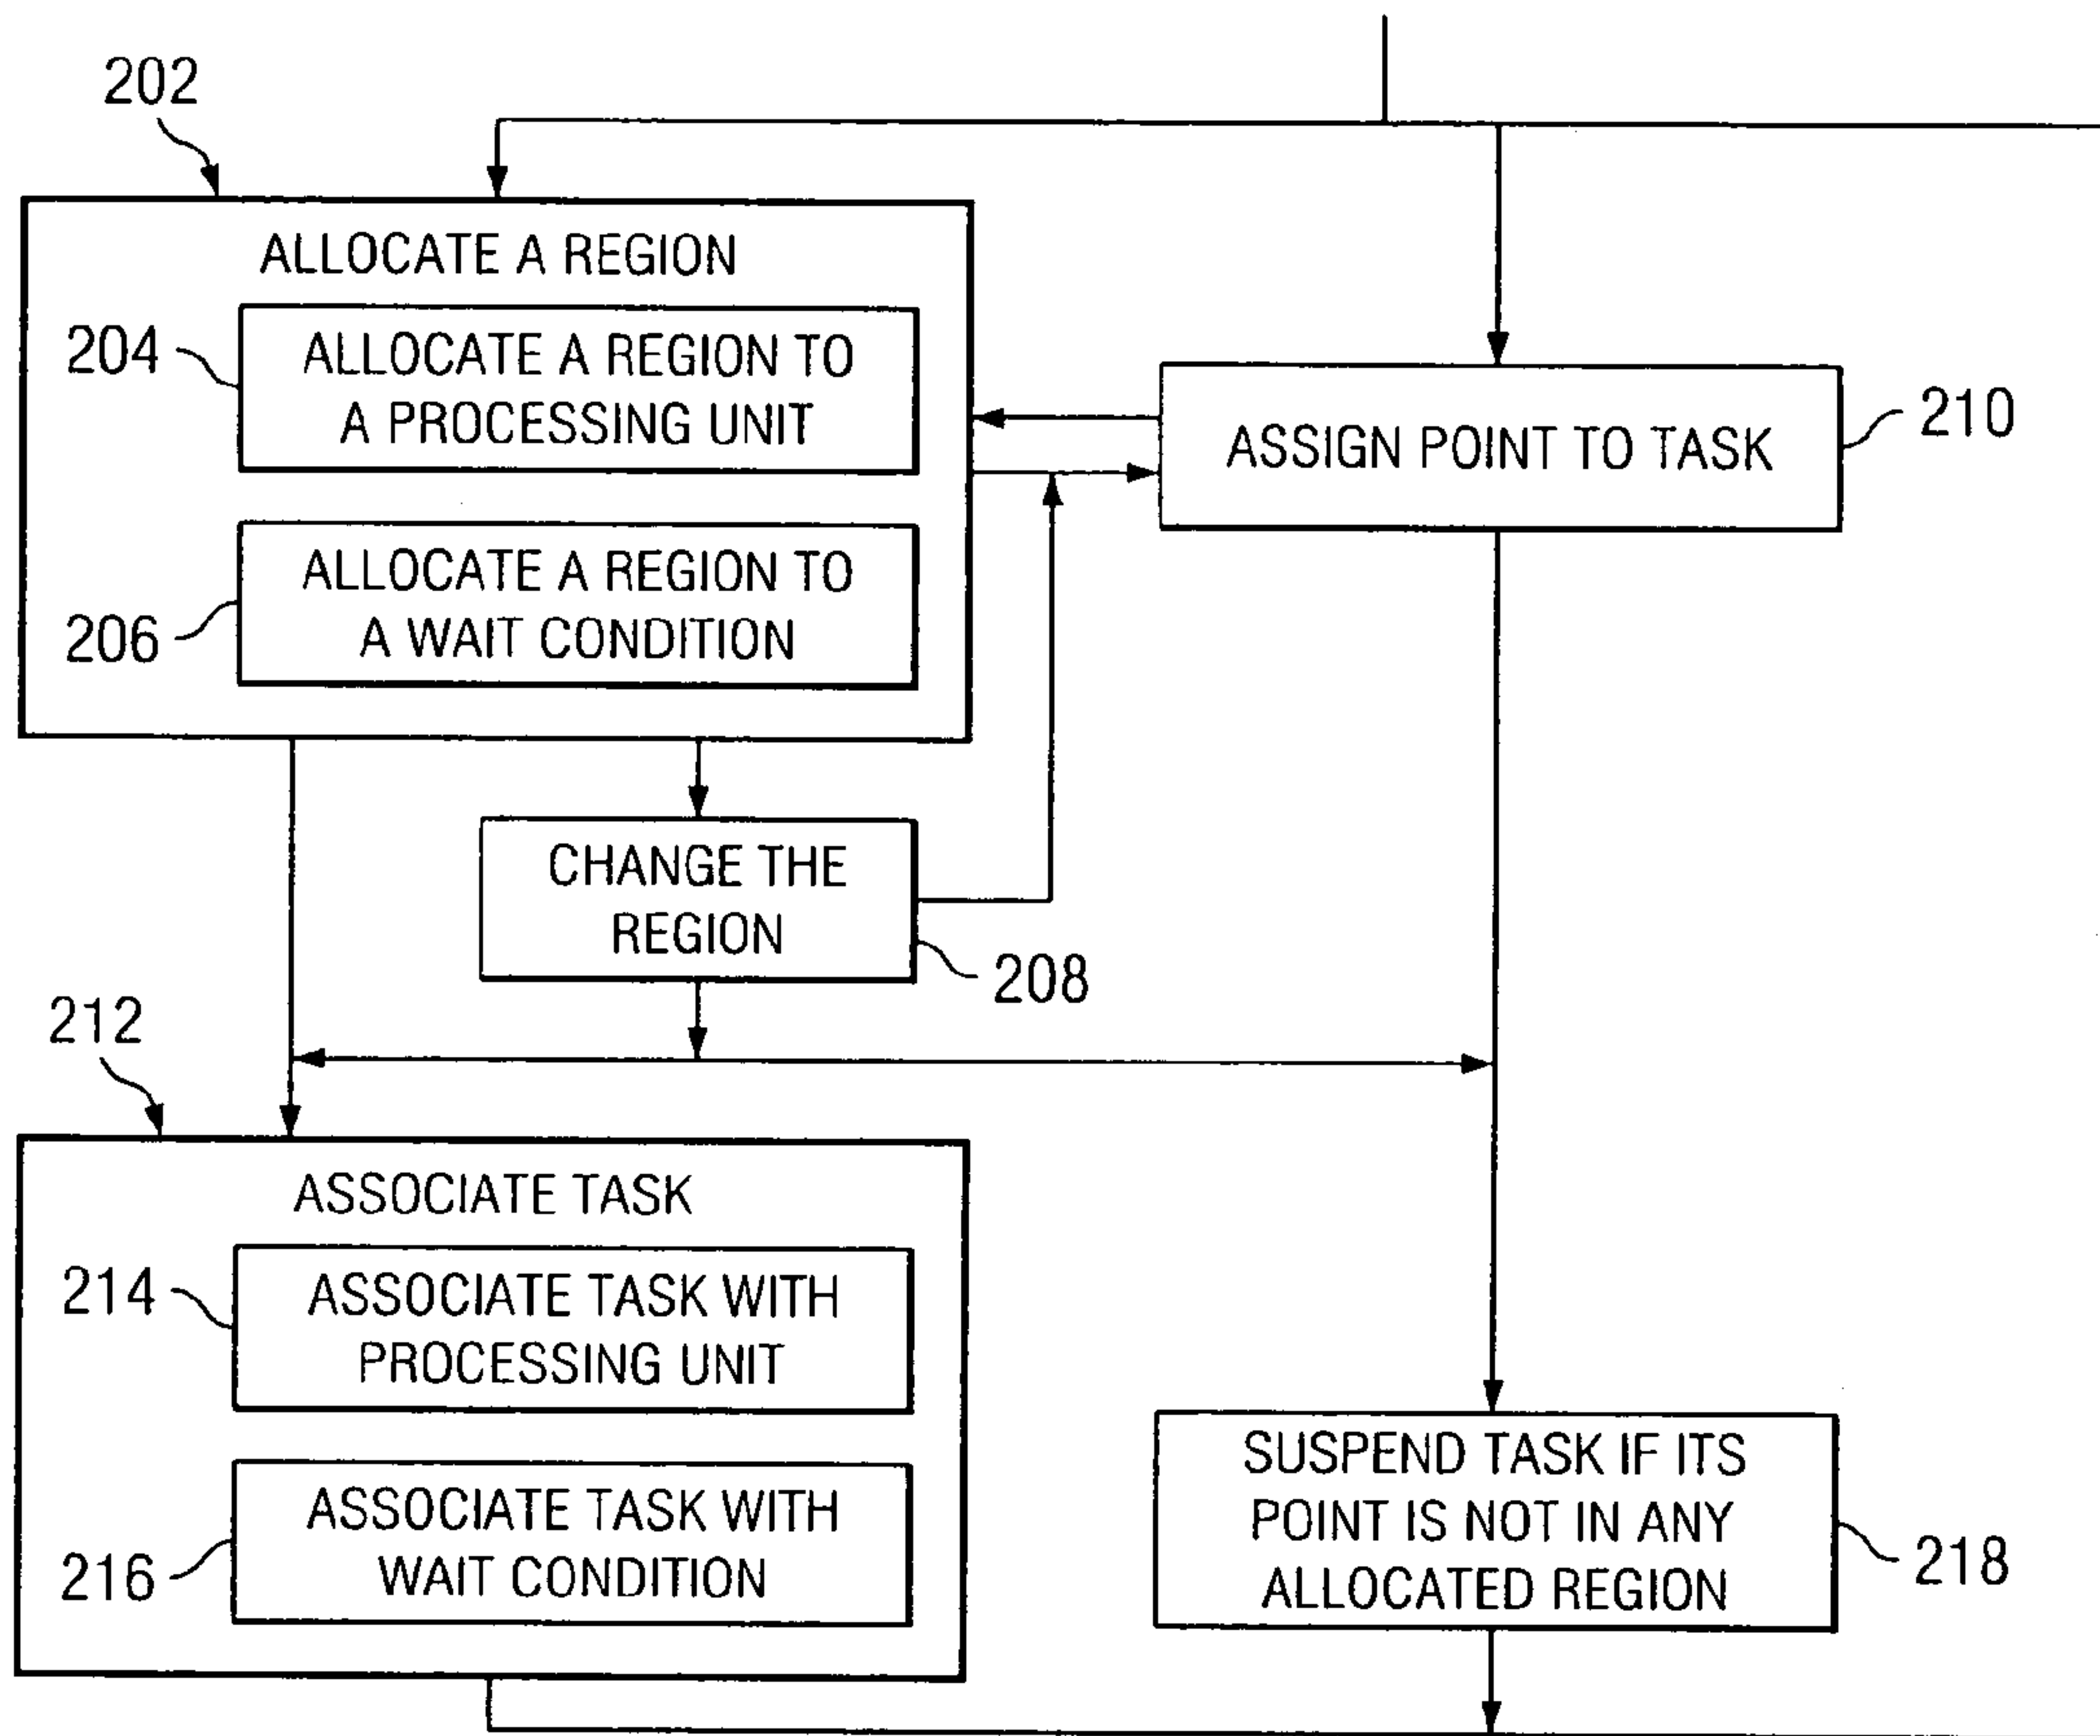 202
ALLOCATE A REGION
204
ALLOCATE A REGION TO
A PROCESSING UNIT
206
ALLOCATE A REGION TO
A WAIT CONDITION
ASSIGN POINT TO TASK
210
CHANGE THE
REGION
208
212
ASSOCIATE TASK
214
ASSOCIATE TASK WITH
PROCESSING UNIT
216
ASSOCIATE TASK WITH
WAIT CONDITION
SUSPEND TASK IF ITS
POINT IS NOT IN ANY
ALLOCATED REGION
218